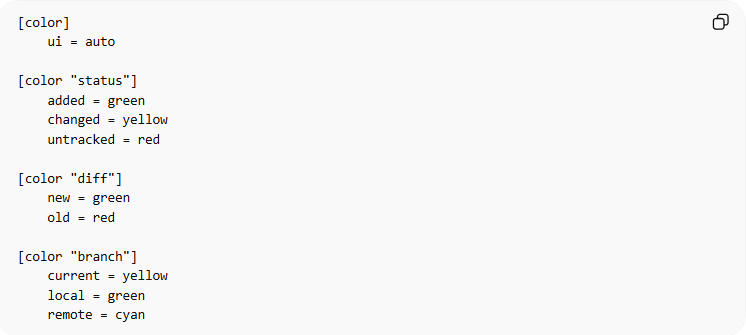 [color]
    ui = auto

[color "status"]
    added = green
    changed = yellow
    untracked = red

[color "diff"]
    new = green
    old = red

[color "branch"]
    current = yellow
    local = green
    remote = cyan